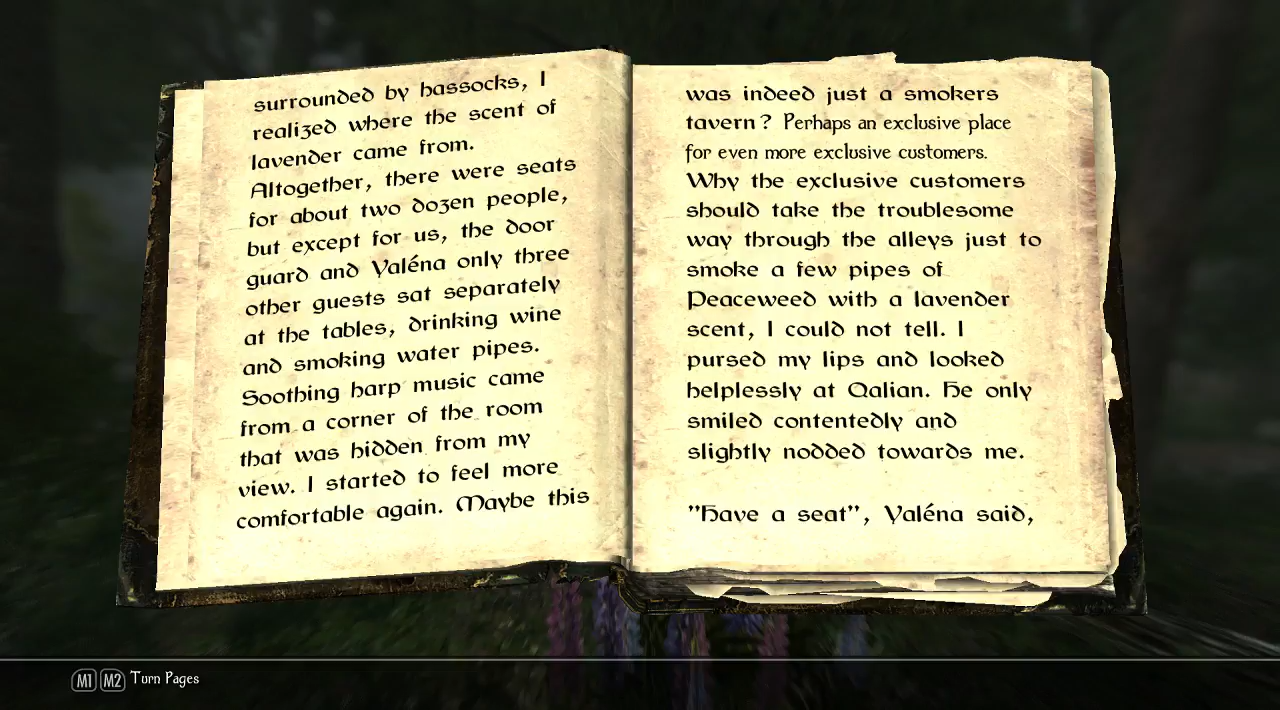 surrounded by hassocks, I
realized where the scent of
lavender came from.
Altogether, there were seats
for about two dozen people,
but except for us, the door
guard and Valéna only three
other guests sat separately
at the tables, drinking wine
and smoking water pipes.
Soothing harp music came
from a corner of the room
that was hidden from my
view. I started to feel more
comfortable again. Maybe this
was indeed just a smokers
tavern? Perhaps an exclusive place
for even more exclusive customers.
Why the exclusive customers
should take the troublesome
way through the alleys just to
smoke a few pipes of
Peaceweed with a lavender
scent, I could not tell. I
pursed my lips and looked
helplessly at Qalian. He only
smiled contentedly and
slightly nodded towards me.
"Have a seat", Valéna said,
M1 M2 Turn Pages